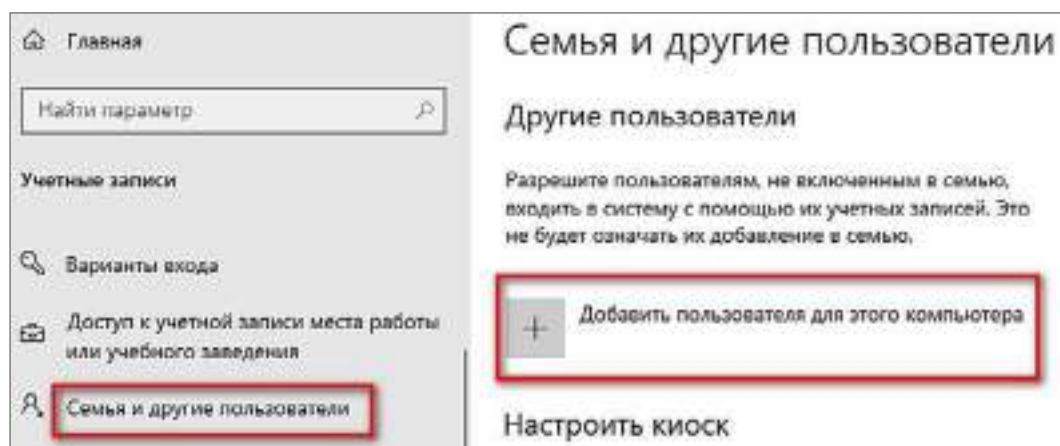 Главная
Найти параметр
Учетные записи
Варианты входа
Доступ к учетной записи места работы
или учебного заведения
Семья и другие пользователи
Семья и другие пользователи
Другие пользователи
Разрешите пользователям, не включенным в семью,
входить в систему с помощью их учетных записей. Это
не будет означать их добавление в семью.
Добавить пользователя для этого компьютера
Настроить киоск